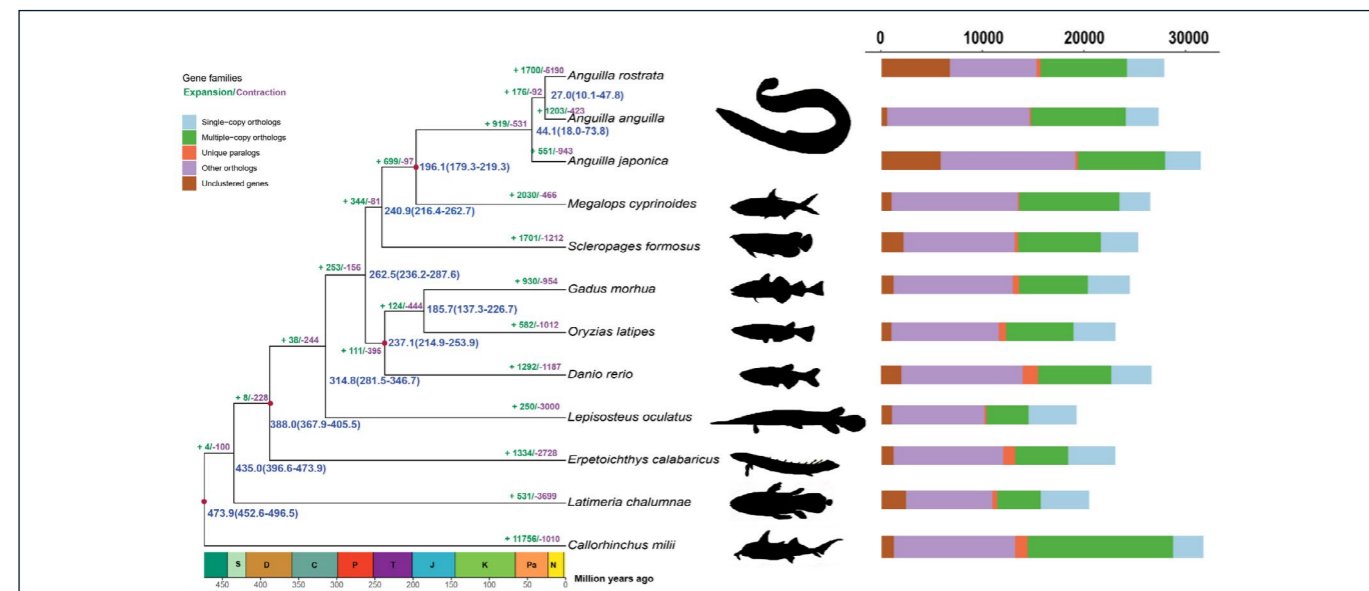 0 10000 20000 30000
Gene families
Expansion/Contraction
Single-copy orthologs
Multiple-copy orthologs
Unique paralogs
Other orthologs
Unclustered genes
+ 1700/-5190
Anguilla rostrata
+ 176/-92
27.0(10.1-47.8)
+ 1203/-423
Anguilla anguilla
+ 919/-531
44.1(18.0-73.8)
+ 551/-943
Anguilla japonica
+ 699/-97
196.1(179.3-219.3)
+ 2030/-466
Megalops cyprinoides
+ 344/-81
240.9(216.4-262.7)
+ 1701/-1212
Scleropages formosus
+ 253/-156
262.5(236.2-287.6)
+ 930/-954
Gadus morhua
+ 124/-444
185.7(137.3-226.7)
+ 582/-1012
Oryzias latipes
+ 38/-244
+ 111/-395
237.1(214.9-253.9)
+ 1292/-1187
Danio rerio
314.8(281.5-346.7)
+ 8/-228
+ 250/-3000
Lepisosteus oculatus
388.0(367.9-405.5)
+ 4/-100
+ 1334/-2728
Erpetoichthys calabaricus
435.0(396.6-473.9)
+ 531/-3699
Latimeria chalumnae
473.9(452.6-496.5)
+ 11756/-1010
Callorhinchus milii
S D C P T J K Pa N
Million years ago
450 400 350 300 250 200 150 100 50 0